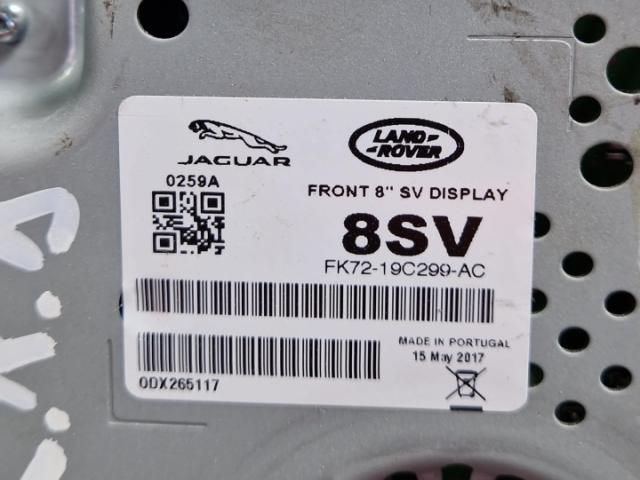 JAGUAR
LAND ROVER
0259A
FRONT 8" SV DISPLAY
8SV
FK72-19C299-AC
MADE IN PORTUGAL
15 May 2017
0DX265117